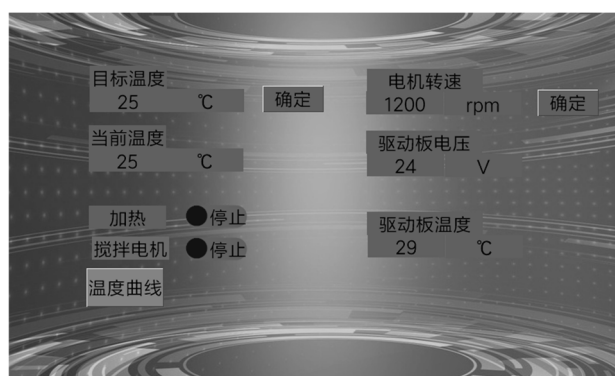 目标温度
25 ℃
确定
当前温度
25 ℃
加热 停止
搅拌电机 停止
温度曲线
电机转速
1200 rpm
确定
驱动板电压
24 V
驱动板温度
29 ℃